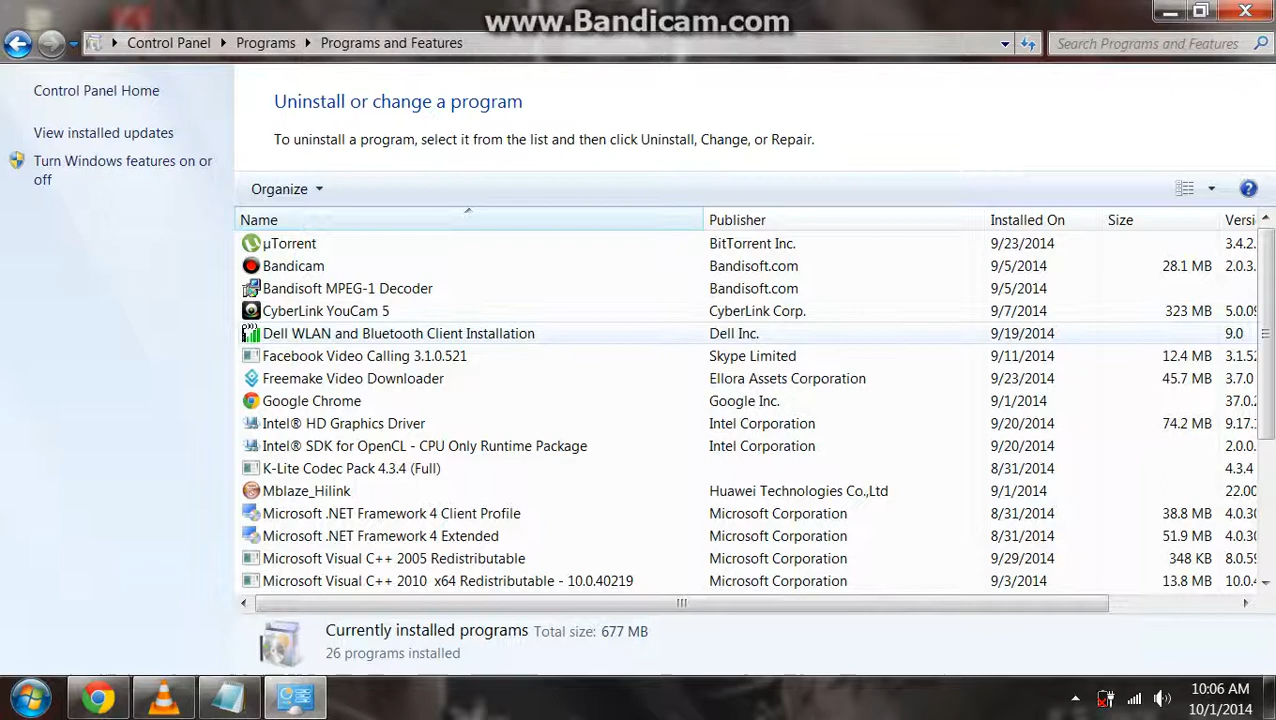 www.Bandicam.com
Control Panel Programs Programs and Features Search Programs and Features
Control Panel Home
View installed updates
Turn Windows features on or off
Uninstall or change a program
To uninstall a program, select it from the list and then click Uninstall, Change, or Repair.
Organize
Name Publisher Installed On Size Versi
µTorrent BitTorrent Inc. 9/23/2014 3.4.2.
Bandicam Bandisoft.com 9/5/2014 28.1 MB 2.0.3.
Bandisoft MPEG-1 Decoder Bandisoft.com 9/5/2014
CyberLink YouCam 5 CyberLink Corp. 9/7/2014 323 MB 5.0.09
Dell WLAN and Bluetooth Client Installation Dell Inc. 9/19/2014 9.0
Facebook Video Calling 3.1.0.521 Skype Limited 9/11/2014 12.4 MB 3.1.52
Freemake Video Downloader Ellora Assets Corporation 9/23/2014 45.7 MB 3.7.0
Google Chrome Google Inc. 9/1/2014 37.0.2
Intel® HD Graphics Driver Intel Corporation 9/20/2014 74.2 MB 9.17.
Intel® SDK for OpenCL - CPU Only Runtime Package Intel Corporation 9/20/2014 2.0.0.
K-Lite Codec Pack 4.3.4 (Full) 8/31/2014 4.3.4
Mblaze_Hilink Huawei Technologies Co.,Ltd 9/1/2014 22.00
Microsoft .NET Framework 4 Client Profile Microsoft Corporation 8/31/2014 38.8 MB 4.0.30
Microsoft .NET Framework 4 Extended Microsoft Corporation 8/31/2014 51.9 MB 4.0.30
Microsoft Visual C++ 2005 Redistributable Microsoft Corporation 9/29/2014 348 KB 8.0.59
Microsoft Visual C++ 2010 x64 Redistributable - 10.0.40219 Microsoft Corporation 9/3/2014 13.8 MB 10.0.4
Currently installed programs Total size: 677 MB
26 programs installed
10:06 AM
10/1/2014